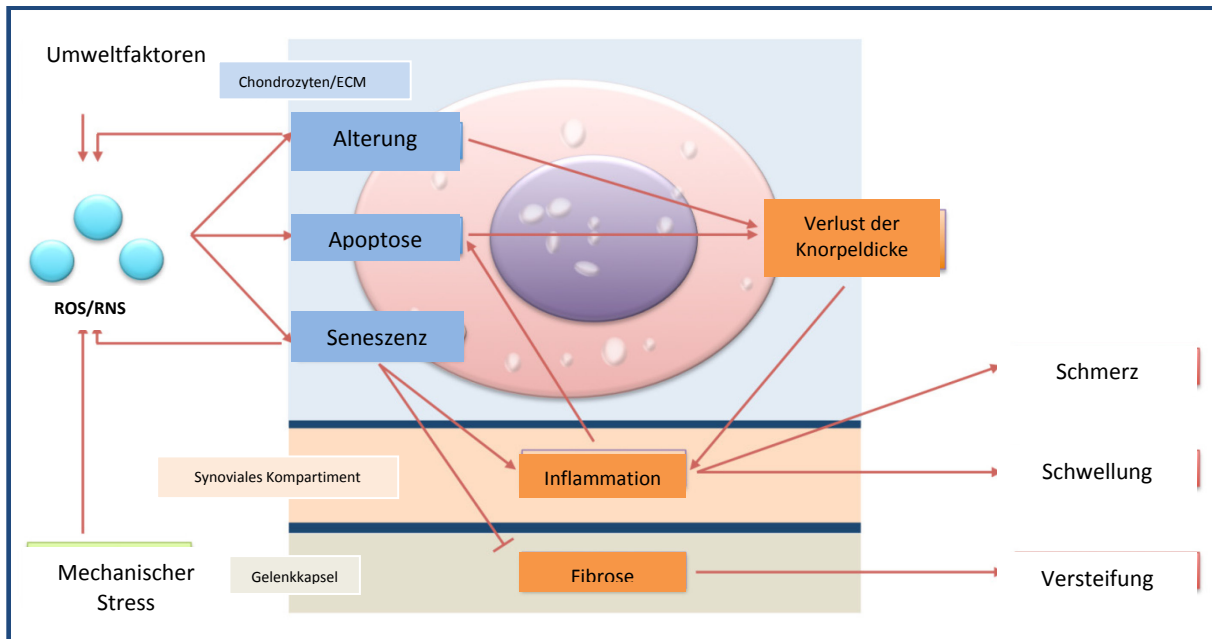 Umweltfaktoren
Chondrozyten/ECM
Alterung
Apoptose
Verlust der
Knorpeldicke
ROS/RNS
Seneszenz
Schmerz
Synoviales Kompartiment
Inflammation
Schwellung
Mechanischer
Stress
Gelenkkapsel
Fibrose
Versteifung